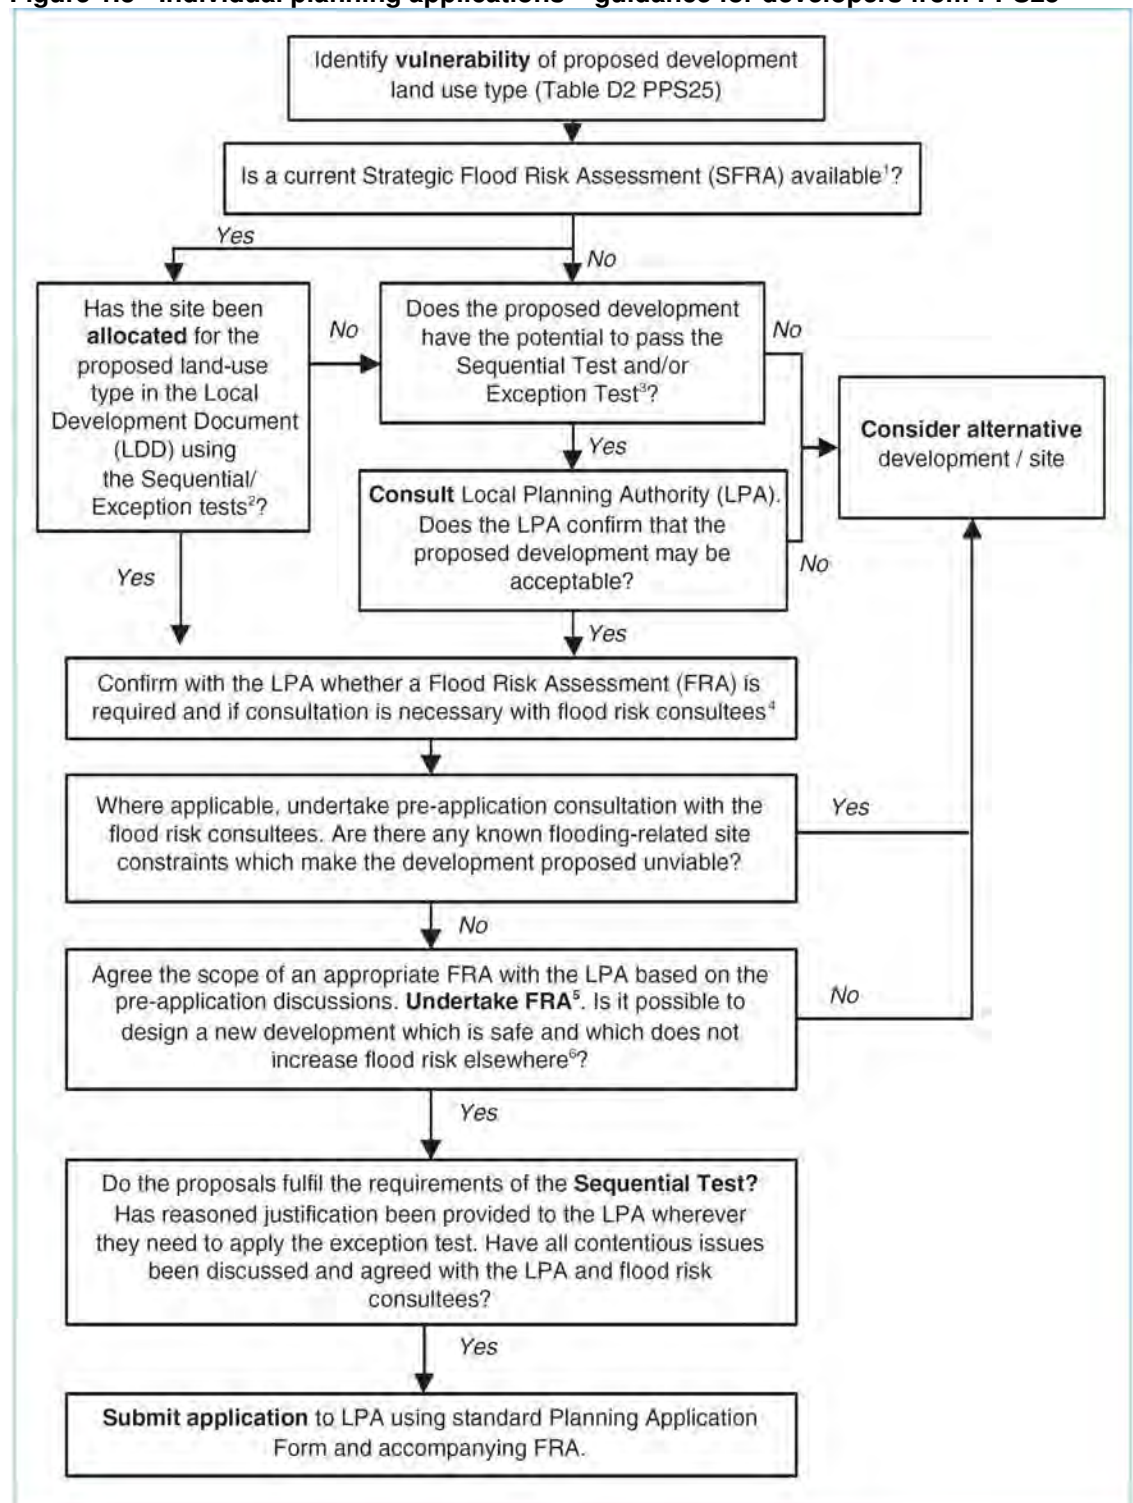 Identify vulnerability of proposed development
land use type (Table D2 PPS25)
Is a current Strategic Flood Risk Assessment (SFRA) available¹?
Yes
No
Has the site been
allocated for the
proposed land-use
type in the Local
Development Document
(LDD) using
the Sequential/
Exception tests²?
No
Does the proposed development
have the potential to pass the
Sequential Test and/or
Exception Test³?
No
Consider alternative
development / site
Yes
Consult Local Planning Authority (LPA).
Does the LPA confirm that the
proposed development may be
acceptable?
No
Yes
Yes
Confirm with the LPA whether a Flood Risk Assessment (FRA) is
required and if consultation is necessary with flood risk consultees⁴
Where applicable, undertake pre-application consultation with the
flood risk consultees. Are there any known flooding-related site
constraints which make the development proposed unviable?
Yes
No
Agree the scope of an appropriate FRA with the LPA based on the
pre-application discussions. Undertake FRA⁵. Is it possible to
design a new development which is safe and which does not
increase flood risk elsewhere⁶?
No
Yes
Do the proposals fulfil the requirements of the Sequential Test?
Has reasoned justification been provided to the LPA wherever
they need to apply the exception test. Have all contentious issues
been discussed and agreed with the LPA and flood risk
consultees?
Yes
Submit application to LPA using standard Planning Application
Form and accompanying FRA.